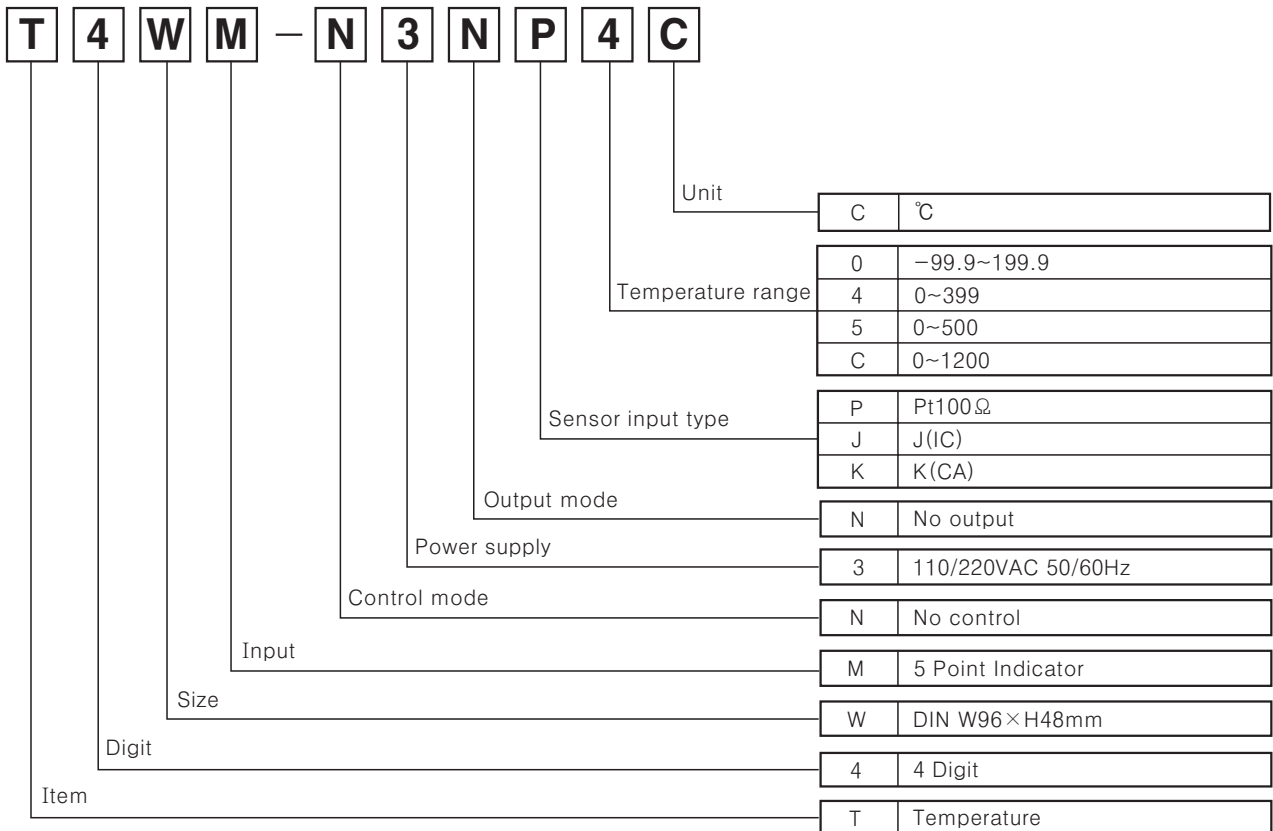 T 4 W M － N 3 N P 4 C
Unit
C ℃
0 －99.9~199.9
Temperature range 4 0~399
5 0~500
C 0~1200
P Pt100Ω
Sensor input type
J J(IC)
K K(CA)
Output mode
N No output
Power supply
3 110/220VAC 50/60Hz
Control mode
N No control
Input
M 5 Point Indicator
Size
W DIN W96×H48mm
Digit
4 4 Digit
Item
T Temperature